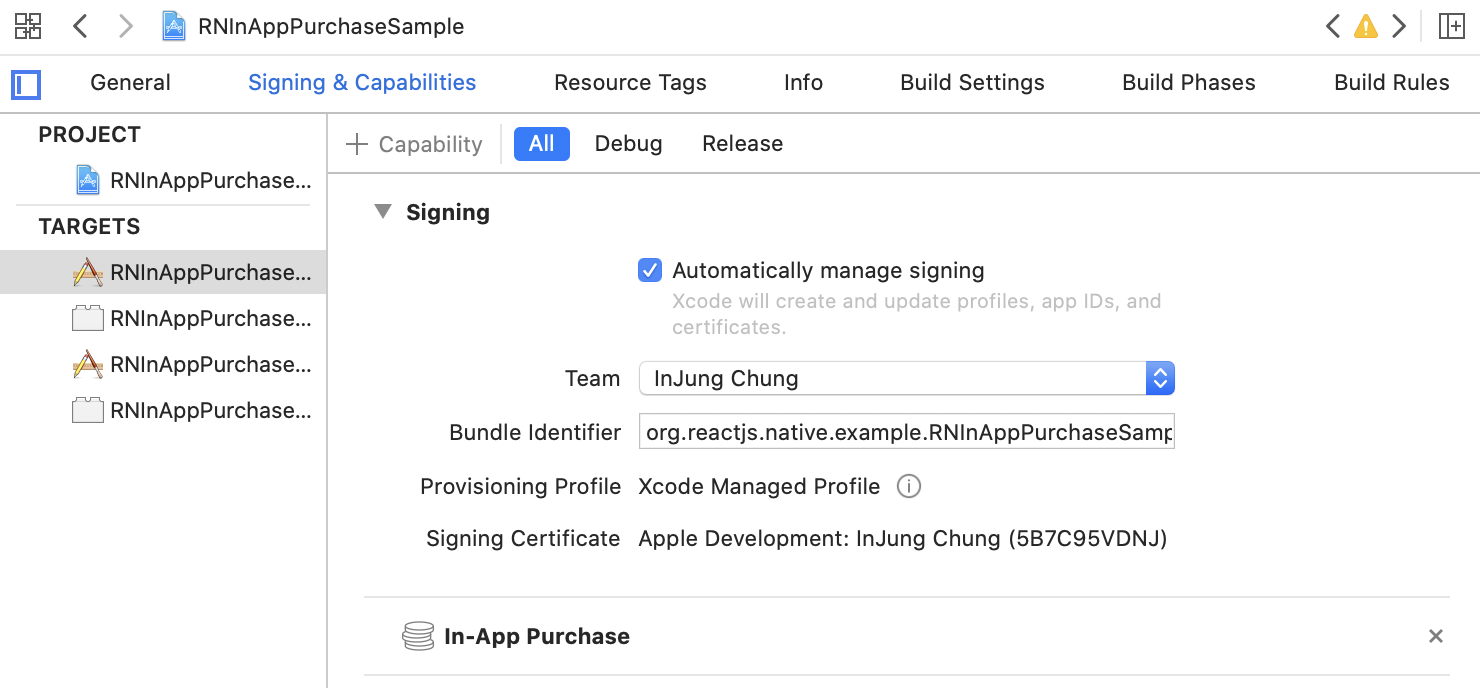 RNInAppPurchaseSample
General Signing & Capabilities Resource Tags Info Build Settings Build Phases Build Rules
PROJECT
RNInAppPurchase...
TARGETS
RNInAppPurchase...
RNInAppPurchase...
RNInAppPurchase...
RNInAppPurchase...
+ Capability All Debug Release
Signing
Automatically manage signing
Xcode will create and update profiles, app IDs, and
certificates.
Team InJung Chung
Bundle Identifier org.reactjs.native.example.RNInAppPurchaseSamp
Provisioning Profile Xcode Managed Profile
Signing Certificate Apple Development: InJung Chung (5B7C95VDNJ)
In-App Purchase